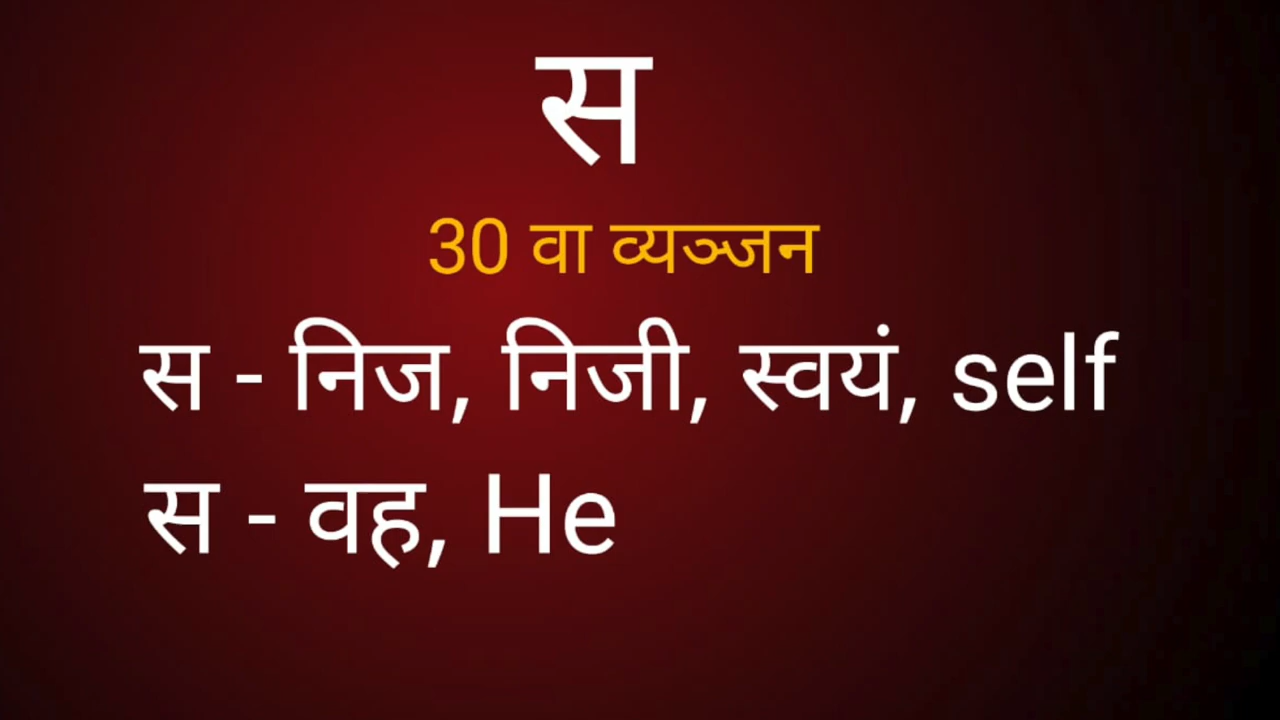 स
30 वा व्यञ्जन
स - निज, निजी, स्वयं, self
स - वह, He